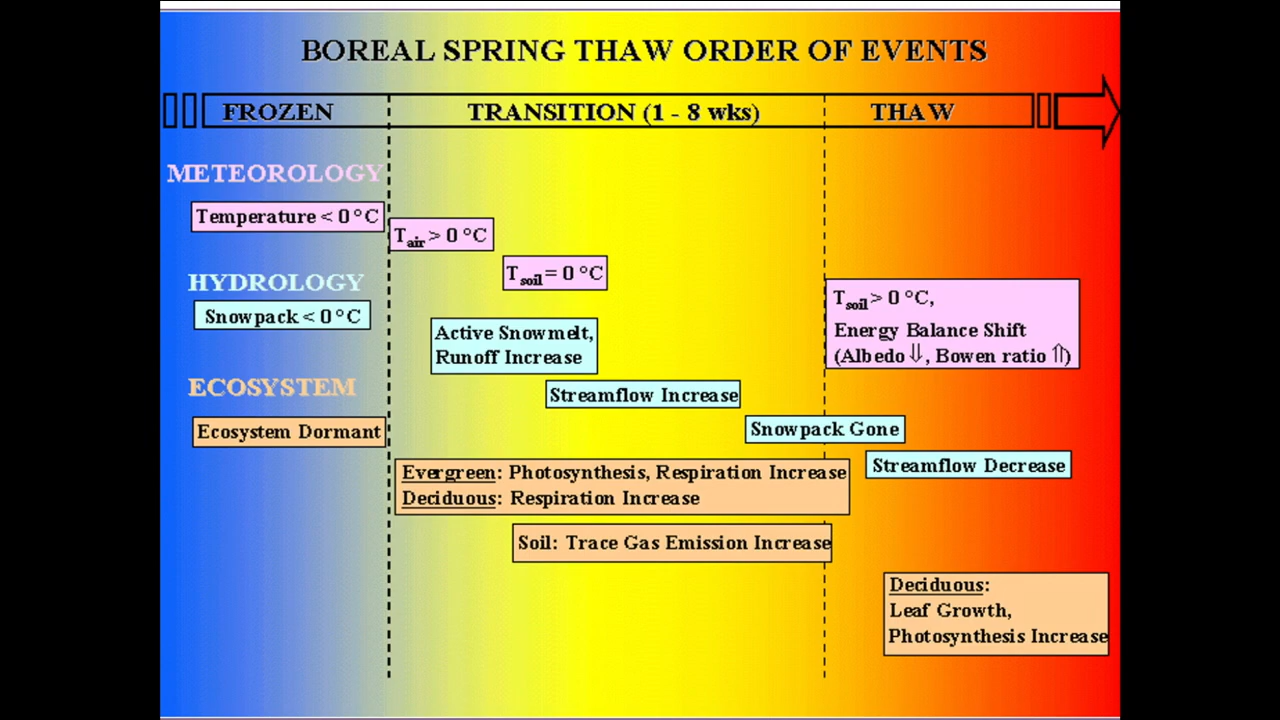 BOREAL SPRING THAW ORDER OF EVENTS
FROZEN
TRANSITION (1 - 8 wks)
THAW
METEOROLOGY
Temperature < 0 °C
Tair > 0 °C
Tsoil = 0 °C
Tsoil > 0 °C,
Energy Balance Shift
(Albedo ⇓, Bowen ratio ⇑)
HYDROLOGY
Snowpack < 0 °C
Active Snowmelt,
Runoff Increase
Streamflow Increase
Snowpack Gone
Streamflow Decrease
ECOSYSTEM
Ecosystem Dormant
Evergreen: Photosynthesis, Respiration Increase
Deciduous: Respiration Increase
Soil: Trace Gas Emission Increase
Deciduous:
Leaf Growth,
Photosynthesis Increase